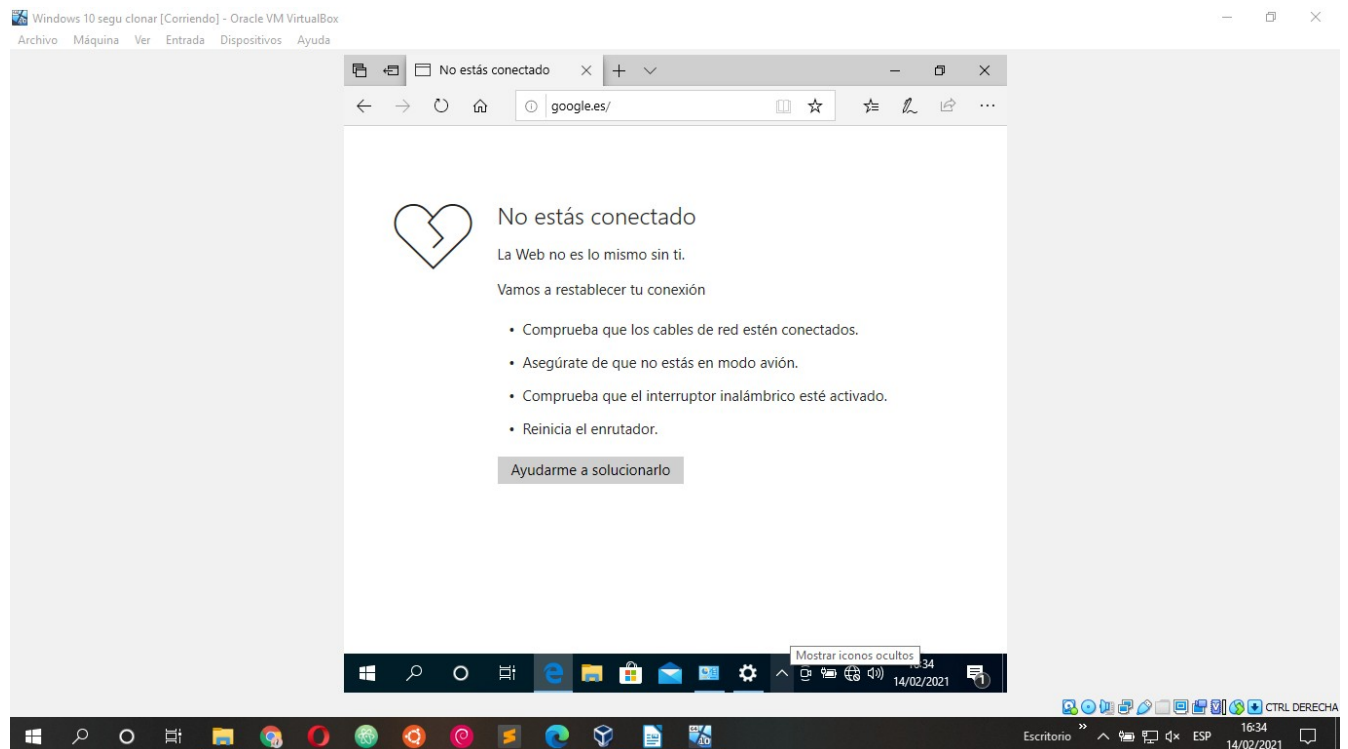 Windows 10 segu clonar [Corriendo] - Oracle VM VirtualBox
Archivo Máquina Ver Entrada Dispositivos Ayuda
No estás conectado
google.es/
No estás conectado
La Web no es lo mismo sin ti.
Vamos a restablecer tu conexión
• Comprueba que los cables de red estén conectados.
• Asegúrate de que no estás en modo avión.
• Comprueba que el interruptor inalámbrico esté activado.
• Reinicia el enrutador.
Ayudarme a solucionarlo
Mostrar iconos ocultos
14/02/2021
1
CTRL DERECHA
Escritorio
ESP
16:34
14/02/2021